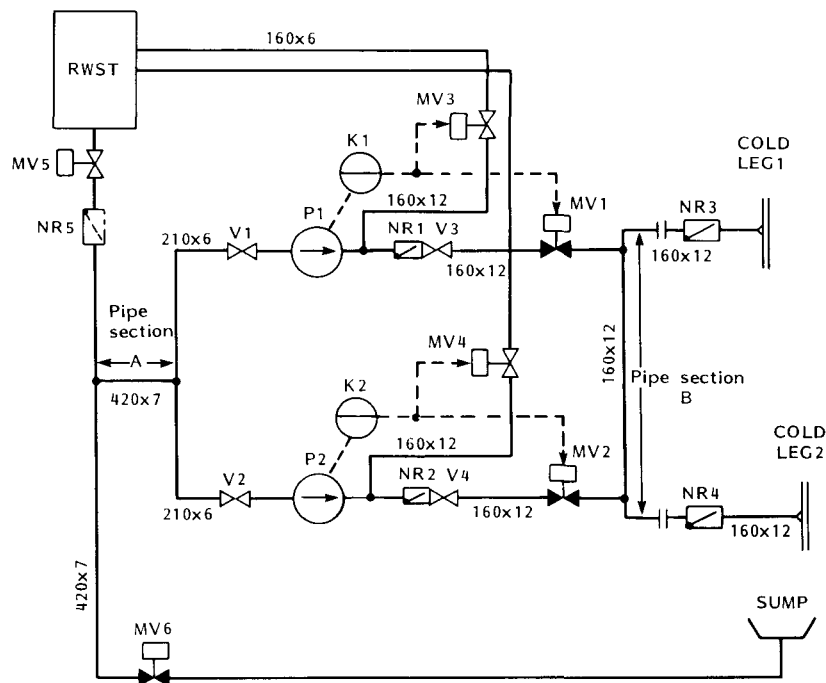 160x6
RWST
MV3
K1
COLD
LEG1
MV5
P1
160x12
MV1
NR3
NR5
V1
NR1 V3
210x6
160x12
160x12
Pipe
section
A
MV4
160x12
Pipe section
B
420x7
K2
COLD
LEG2
160x12
P2
MV2
V2
NR2 V4
NR4
210x6
160x12
160x12
420x7
SUMP
MV6